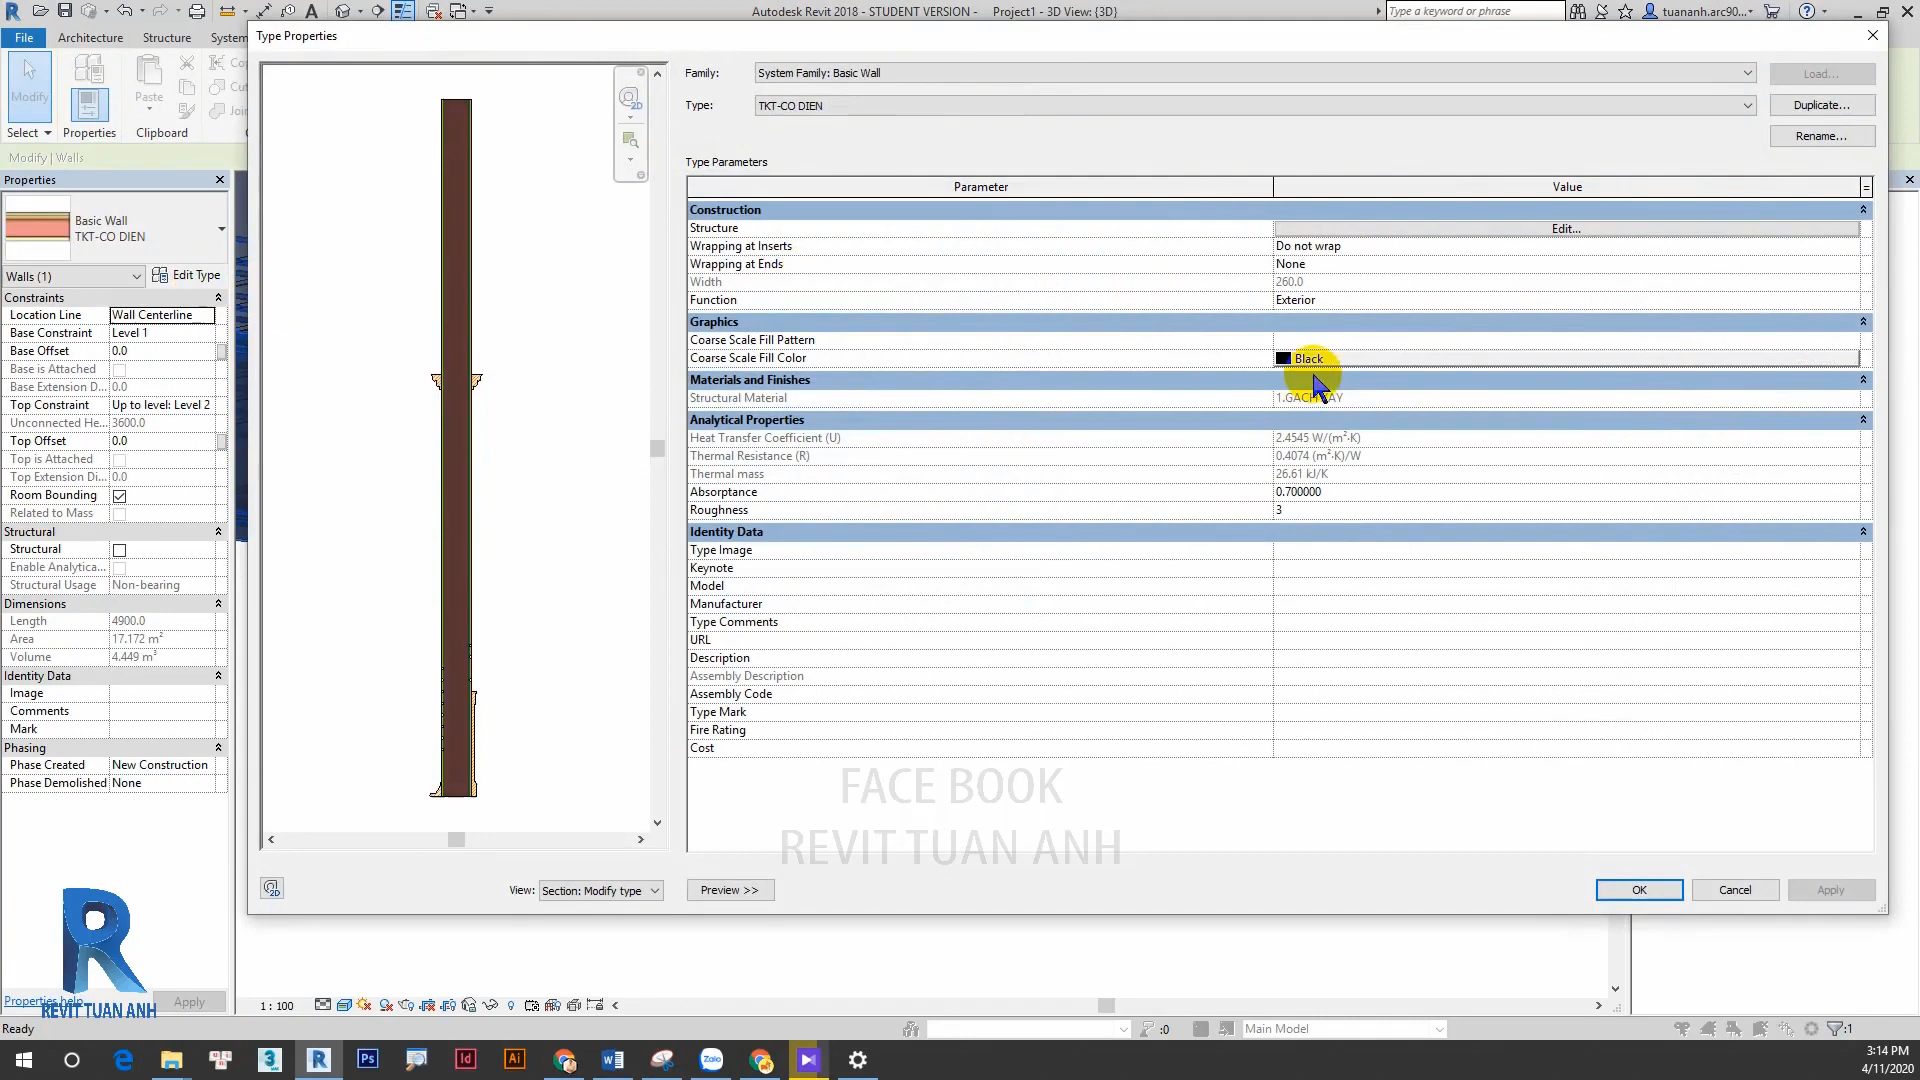 Autodesk Revit 2018 - STUDENT VERSION - Project1 - 3D View: {3D}
Type a keyword or phrase
tuananh.arc90...
File Architecture Structure System
Type Properties
Modify
Paste
Select Properties Clipboard
Modify | Walls
Properties
Basic Wall
TKT-CO DIEN
Walls (1) Edit Type
Constraints
Location Line Wall Centerline
Base Constraint Level 1
Base Offset 0.0
Base is Attached
Base Extension D... 0.0
Top Constraint Up to level: Level 2
Unconnected He... 3600.0
Top Offset 0.0
Top is Attached
Top Extension Di... 0.0
Room Bounding
Related to Mass
Structural
Structural
Enable Analytica...
Structural Usage Non-bearing
Dimensions
Length 4900.0
Area 17.172 m²
Volume 4.449 m³
Identity Data
Image
Comments
Mark
Phasing
Phase Created New Construction
Phase Demolished None
Properties help Apply
REVIT TUAN ANH
Family: System Family: Basic Wall Load...
Type: TKT-CO DIEN Duplicate...
Rename...
Type Parameters
Parameter Value =
Construction
Structure Edit...
Wrapping at Inserts Do not wrap
Wrapping at Ends None
Width 260.0
Function Exterior
Graphics
Coarse Scale Fill Pattern
Coarse Scale Fill Color Black
Materials and Finishes
Structural Material
Analytical Properties
Heat Transfer Coefficient (U) 2.4545 W/(m²·K)
Thermal Resistance (R) 0.4074 (m²·K)/W
Thermal mass 26.61 kJ/K
Absorptance 0.700000
Roughness 3
Identity Data
Type Image
Keynote
Model
Manufacturer
Type Comments
URL
Description
Assembly Description
Assembly Code
Type Mark
Fire Rating
Cost
FACE BOOK
REVIT TUAN ANH
View: Section: Modify type Preview >> OK Cancel Apply
1 : 100
Ready :0 Main Model :1
3:14 PM
4/11/2020